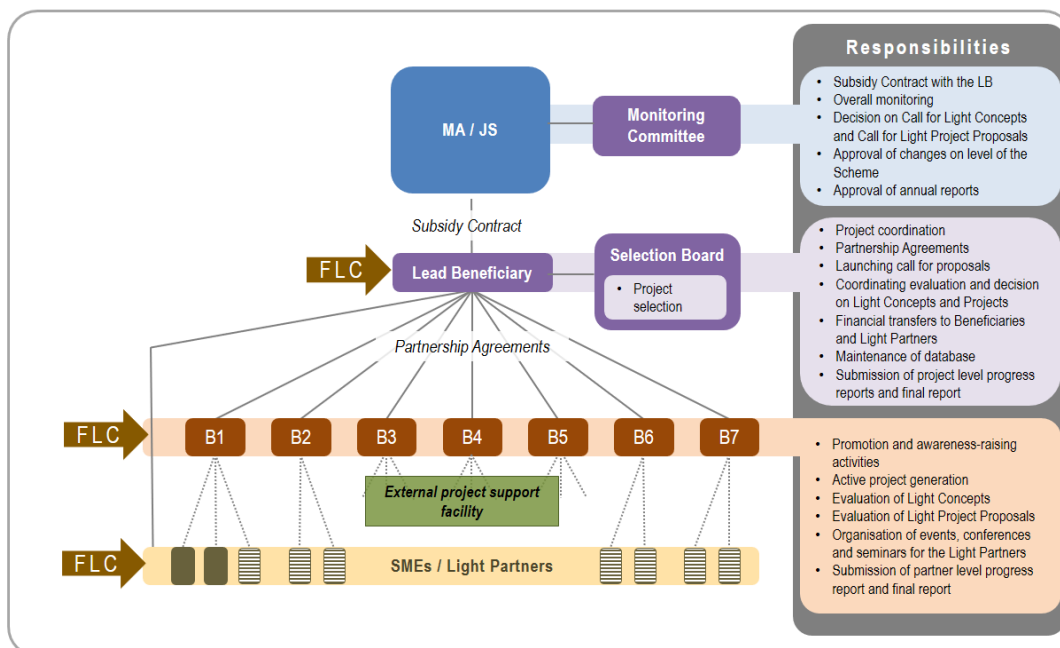 Responsibilities
MA / JS
Monitoring
Committee
• Subsidy Contract with the LB
• Overall monitoring
• Decision on Call for Light Concepts
and Call for Light Project Proposals
• Approval of changes on level of the
Scheme
• Approval of annual reports
Subsidy Contract
FLC
Lead Beneficiary
Selection Board
• Project
selection
• Project coordination
• Partnership Agreements
• Launching call for proposals
• Coordinating evaluation and decision
on Light Concepts and Projects
• Financial transfers to Beneficiaries
and Light Partners
• Maintenance of database
• Submission of project level progress
reports and final report
Partnership Agreements
FLC
B1
B2
B3
B4
B5
B6
B7
External project support
facility
• Promotion and awareness-raising
activities
• Active project generation
• Evaluation of Light Concepts
• Evaluation of Light Project Proposals
• Organisation of events, conferences
and seminars for the Light Partners
• Submission of partner level progress
report and final report
FLC
SMEs / Light Partners